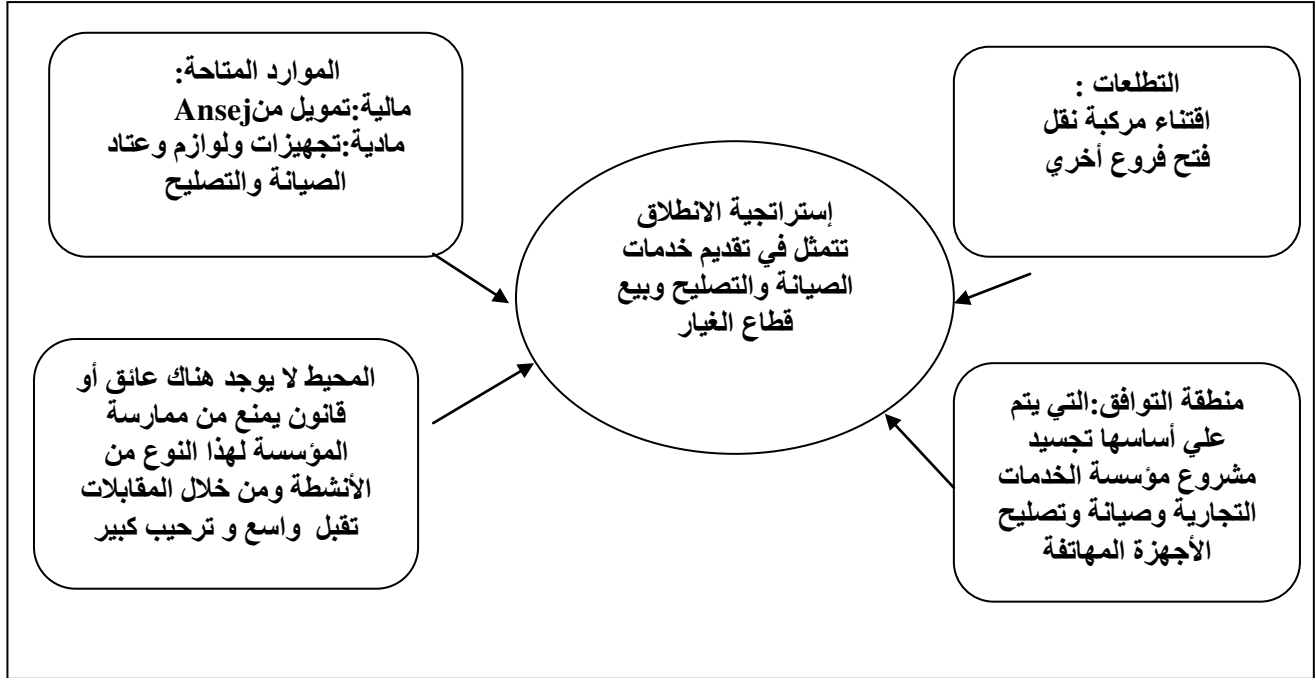 الموارد المتاحة:
مالية:تمويل منAnsej
مادية:تجهيزات ولوازم وعتاد
الصيانة والتصليح
التطلعات :
اقتناء مركبة نقل
فتح فروع أخري
إستراتجية الانطلاق
تتمثل في تقديم خدمات
الصيانة والتصليح وبيع
قطاع الغيار
المحيط لا يوجد هناك عائق أو
قانون يمنع من ممارسة
المؤسسة لهذا النوع من
الأنشطة ومن خلال المقابلات
تقبل واسع و ترحيب كبير
منطقة التوافق:التي يتم
علي أساسها تجسيد
مشروع مؤسسة الخدمات
التجارية وصيانة وتصليح
الأجهزة المهاتفة